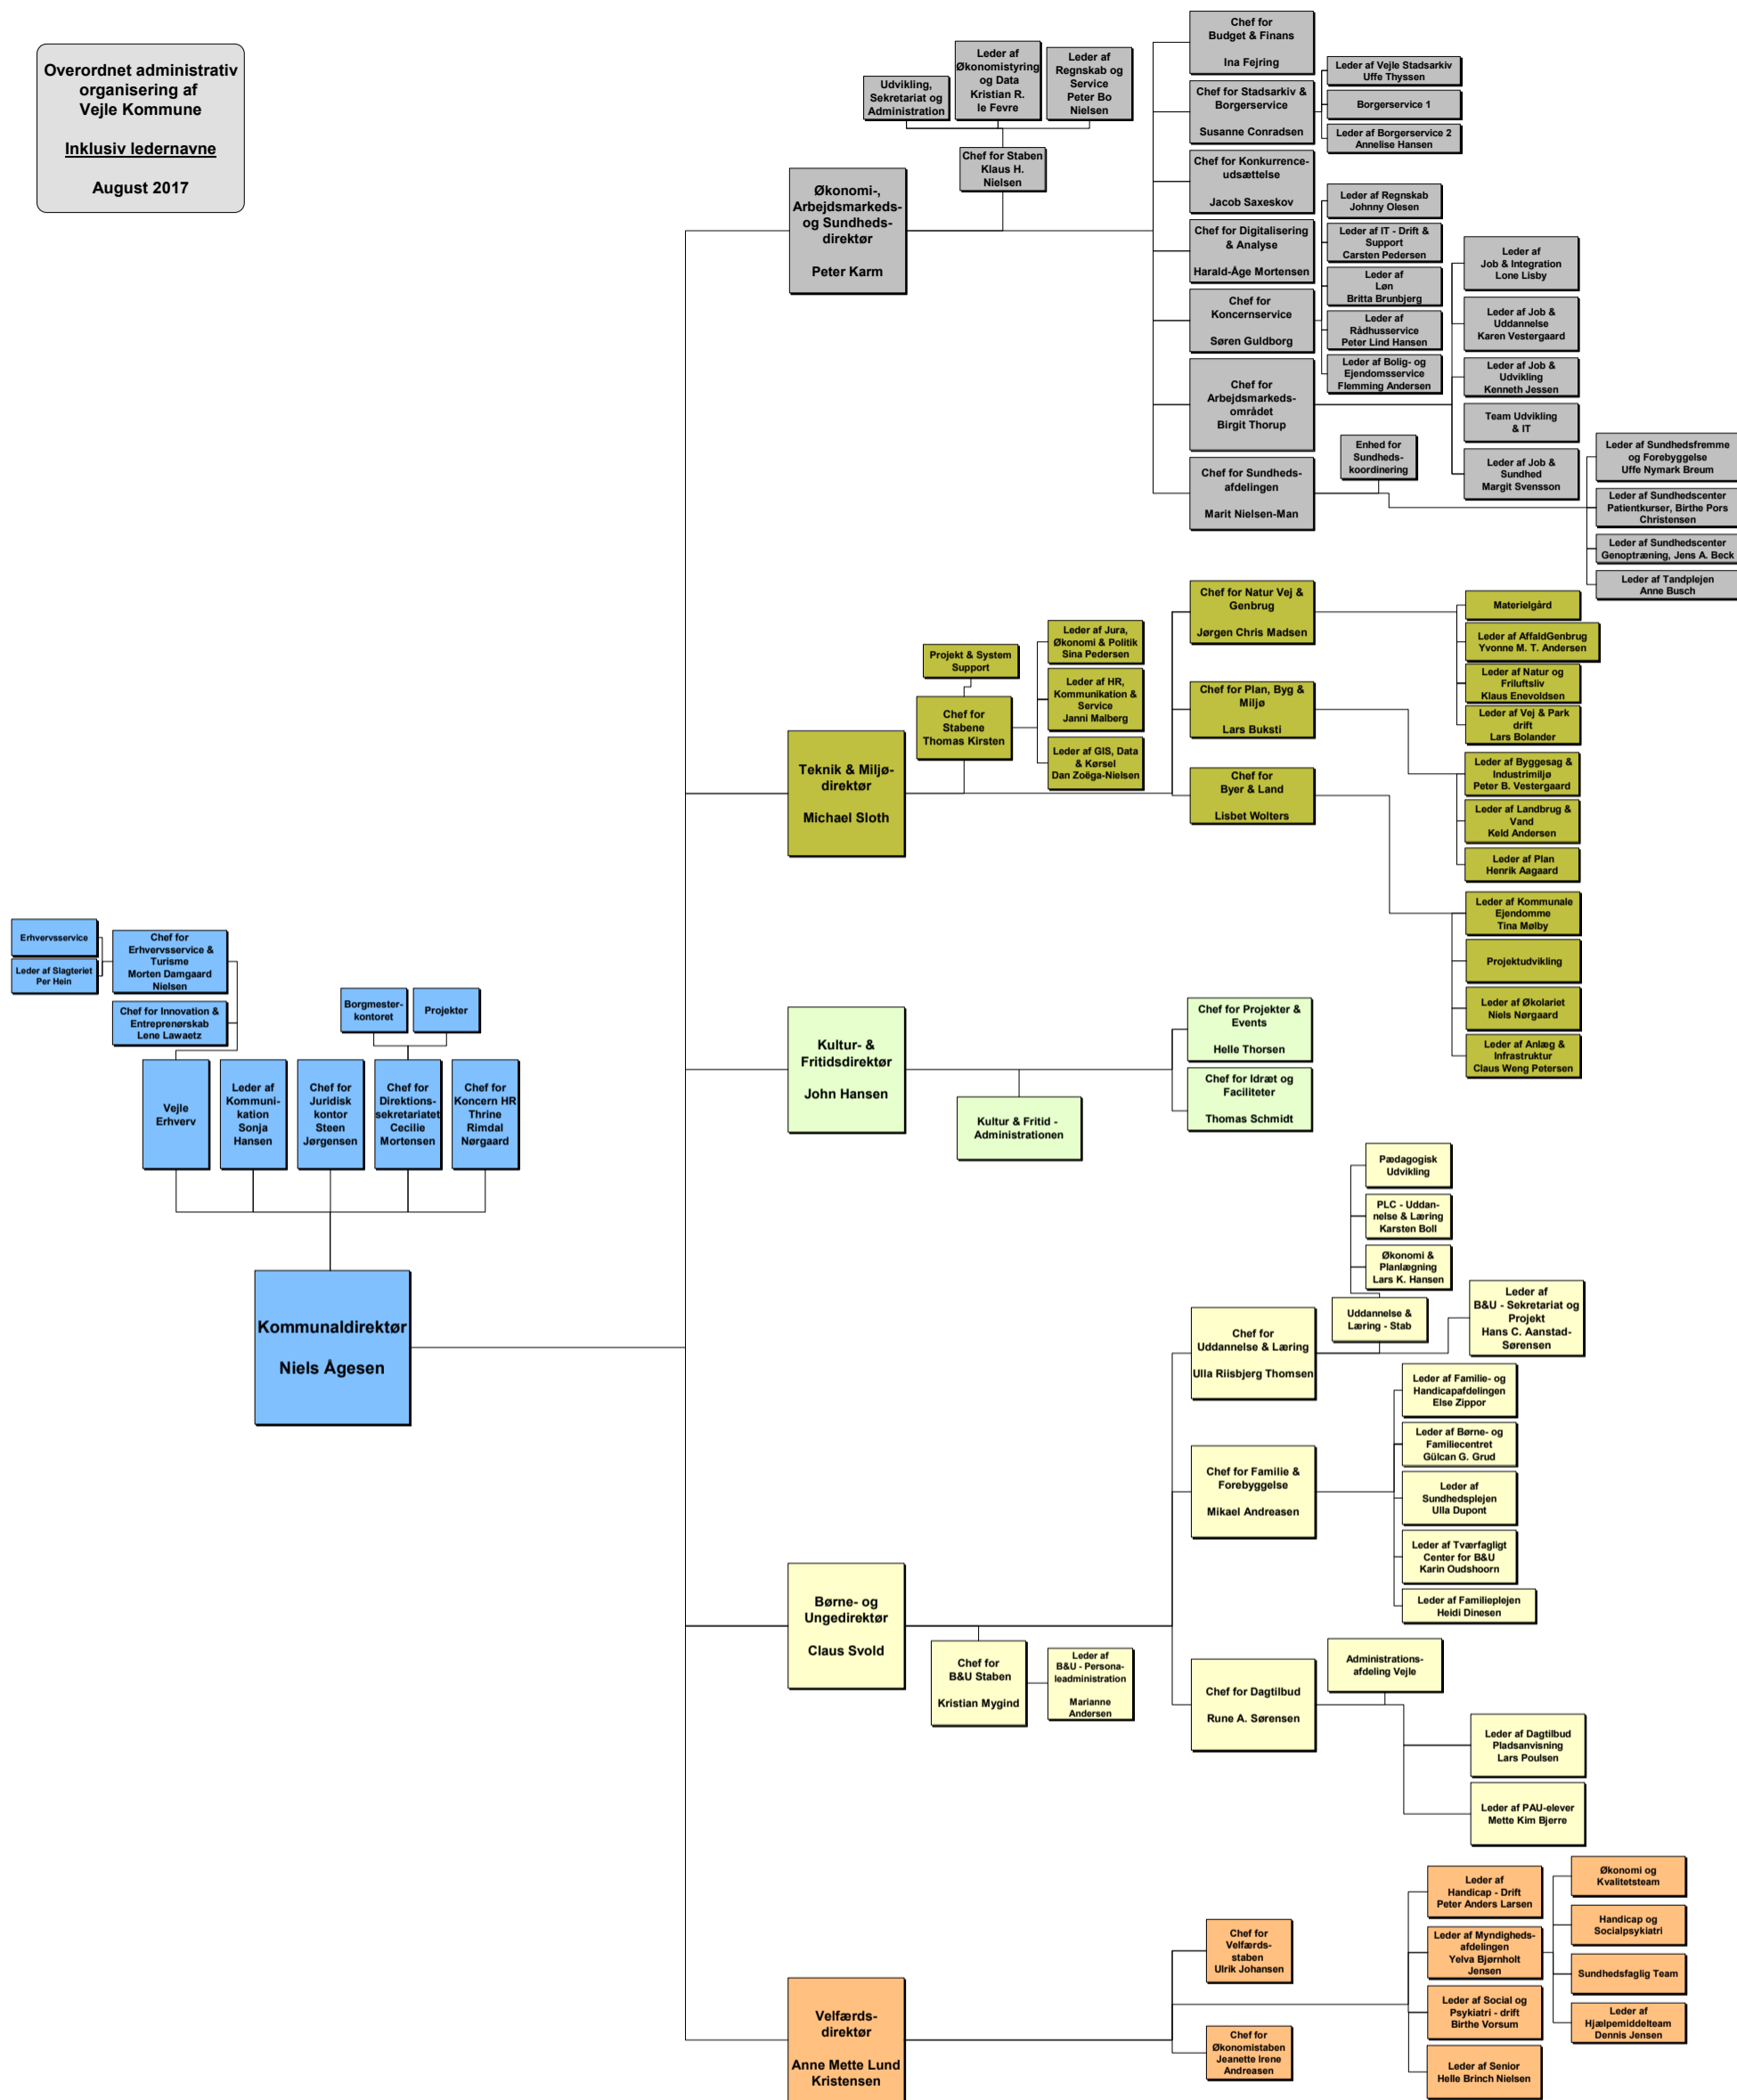 Overordnet administrativ
organisering af
Vejle Kommune
Inklusiv ledernavne
August 2017
Udvikling,
Sekretariat og
Administration
Leder af
Økonomistyring
og Data
Kristian R.
le Fevre
Leder af
Regnskab og
Service
Peter Bo
Nielsen
Chef for Staben
Klaus H.
Nielsen
Økonomi-,
Arbejdsmarkeds-
og Sundheds-
direktør
Peter Karm
Chef for
Budget & Finans
Ina Fejring
Chef for Stadsarkiv &
Borgerservice
Susanne Conradsen
Leder af Vejle Stadsarkiv
Uffe Thyssen
Borgerservice 1
Leder af Borgerservice 2
Annelise Hansen
Chef for Konkurrence-
udsættelse
Jacob Saxeskov
Chef for Digitalisering
& Analyse
Harald-Åge Mortensen
Chef for
Koncernservice
Søren Guldborg
Leder af Regnskab
Johnny Olesen
Leder af IT - Drift &
Support
Carsten Pedersen
Leder af
Løn
Britta Brunbjerg
Leder af
Rådhusservice
Peter Lind Hansen
Leder af Bolig- og
Ejendomsservice
Flemming Andersen
Chef for
Arbejdsmarkeds-
området
Birgit Thorup
Leder af
Job & Integration
Lone Lisby
Leder af Job &
Uddannelse
Karen Vestergaard
Leder af Job &
Udvikling
Kenneth Jessen
Team Udvikling
& IT
Leder af Job &
Sundhed
Margit Svensson
Chef for Sundheds-
afdelingen
Marit Nielsen-Man
Enhed for
Sundheds-
koordinering
Leder af Sundhedsfremme
og Forebyggelse
Uffe Nymark Breum
Leder af Sundhedscenter
Patientkurser, Birthe Pors
Christensen
Leder af Sundhedscenter
Genoptræning, Jens A. Beck
Leder af Tandplejen
Anne Busch
Teknik & Miljø-
direktør
Michael Sloth
Projekt & System
Support
Chef for
Stabene
Thomas Kirsten
Leder af Jura,
Økonomi & Politik
Sina Pedersen
Leder af HR,
Kommunikation &
Service
Janni Malberg
Leder af GIS, Data
& Kørsel
Dan Zoëga-Nielsen
Chef for Natur Vej &
Genbrug
Jørgen Chris Madsen
Materielgård
Leder af AffaldGenbrug
Yvonne M. T. Andersen
Leder af Natur og
Friluftsliv
Klaus Enevoldsen
Leder af Vej & Park
drift
Lars Bolander
Chef for Plan, Byg &
Miljø
Lars Buksti
Leder af Byggesag &
Industrimiljø
Peter B. Vestergaard
Leder af Landbrug &
Vand
Keld Andersen
Leder af Plan
Henrik Aagaard
Chef for
Byer & Land
Lisbet Wolters
Leder af Kommunale
Ejendomme
Tina Mølby
Projektudvikling
Leder af Økolariet
Niels Nørgaard
Leder af Anlæg &
Infrastruktur
Claus Weng Petersen
Erhvervsservice
Leder af Slagteriet
Per Hein
Chef for
Erhvervsservice &
Turisme
Morten Damgaard
Nielsen
Chef for Innovation &
Entreprenørskab
Lene Lawaetz
Borgmester-
kontoret
Projekter
Vejle
Erhverv
Leder af
Kommuni-
kation
Sonja
Hansen
Chef for
Juridisk
kontor
Steen
Jørgensen
Chef for
Direktions-
sekretariatet
Cecilie
Mortensen
Chef for
Koncern HR
Thrine
Rimdal
Nørgaard
Kommunaldirektør
Niels Ågesen
Kultur- &
Fritidsdirektør
John Hansen
Kultur & Fritid -
Administrationen
Chef for Projekter &
Events
Helle Thorsen
Chef for Idræt og
Faciliteter
Thomas Schmidt
Børne- og
Ungedirektør
Claus Svold
Chef for
B&U Staben
Kristian Mygind
Leder af
B&U - Persona-
leadministration
Marianne
Andersen
Chef for
Uddannelse & Læring
Ulla Riisbjerg Thomsen
Pædagogisk
Udvikling
PLC - Uddan-
nelse & Læring
Karsten Boll
Økonomi &
Planlægning
Lars K. Hansen
Uddannelse &
Læring - Stab
Leder af
B&U - Sekretariat og
Projekt
Hans C. Aanstad-
Sørensen
Chef for Familie &
Forebyggelse
Mikael Andreasen
Leder af Familie- og
Handicapafdelingen
Else Zippor
Leder af Børne- og
Familiecentret
Gülcan G. Grud
Leder af
Sundhedsplejen
Ulla Dupont
Leder af Tværfagligt
Center for B&U
Karin Oudshoorn
Leder af Familieplejen
Heidi Dinesen
Chef for Dagtilbud
Rune A. Sørensen
Administrations-
afdeling Vejle
Leder af Dagtilbud
Pladsanvisning
Lars Poulsen
Leder af PAU-elever
Mette Kim Bjerre
Velfærds-
direktør
Anne Mette Lund
Kristensen
Chef for
Velfærds-
staben
Ulrik Johansen
Chef for
Økonomistaben
Jeanette Irene
Andreasen
Leder af
Handicap - Drift
Peter Anders Larsen
Leder af Myndigheds-
afdelingen
Yelva Bjørnholt
Jensen
Leder af Social og
Psykiatri - drift
Birthe Vorsum
Leder af Senior
Helle Brinch Nielsen
Økonomi og
Kvalitetsteam
Handicap og
Socialpsykiatri
Sundhedsfaglig Team
Leder af
Hjælpemiddelteam
Dennis Jensen